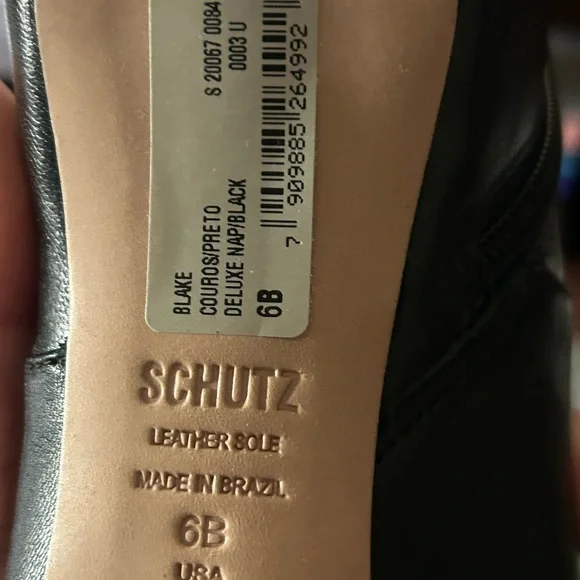 S 20067 0084
0003 U
7 909885 264992
BLAKE
COUROS/PRETO
DELUXE NAP/BLACK
6B
SCHUTZ
LEATHER SOLE
MADE IN BRAZIL
6B
USA